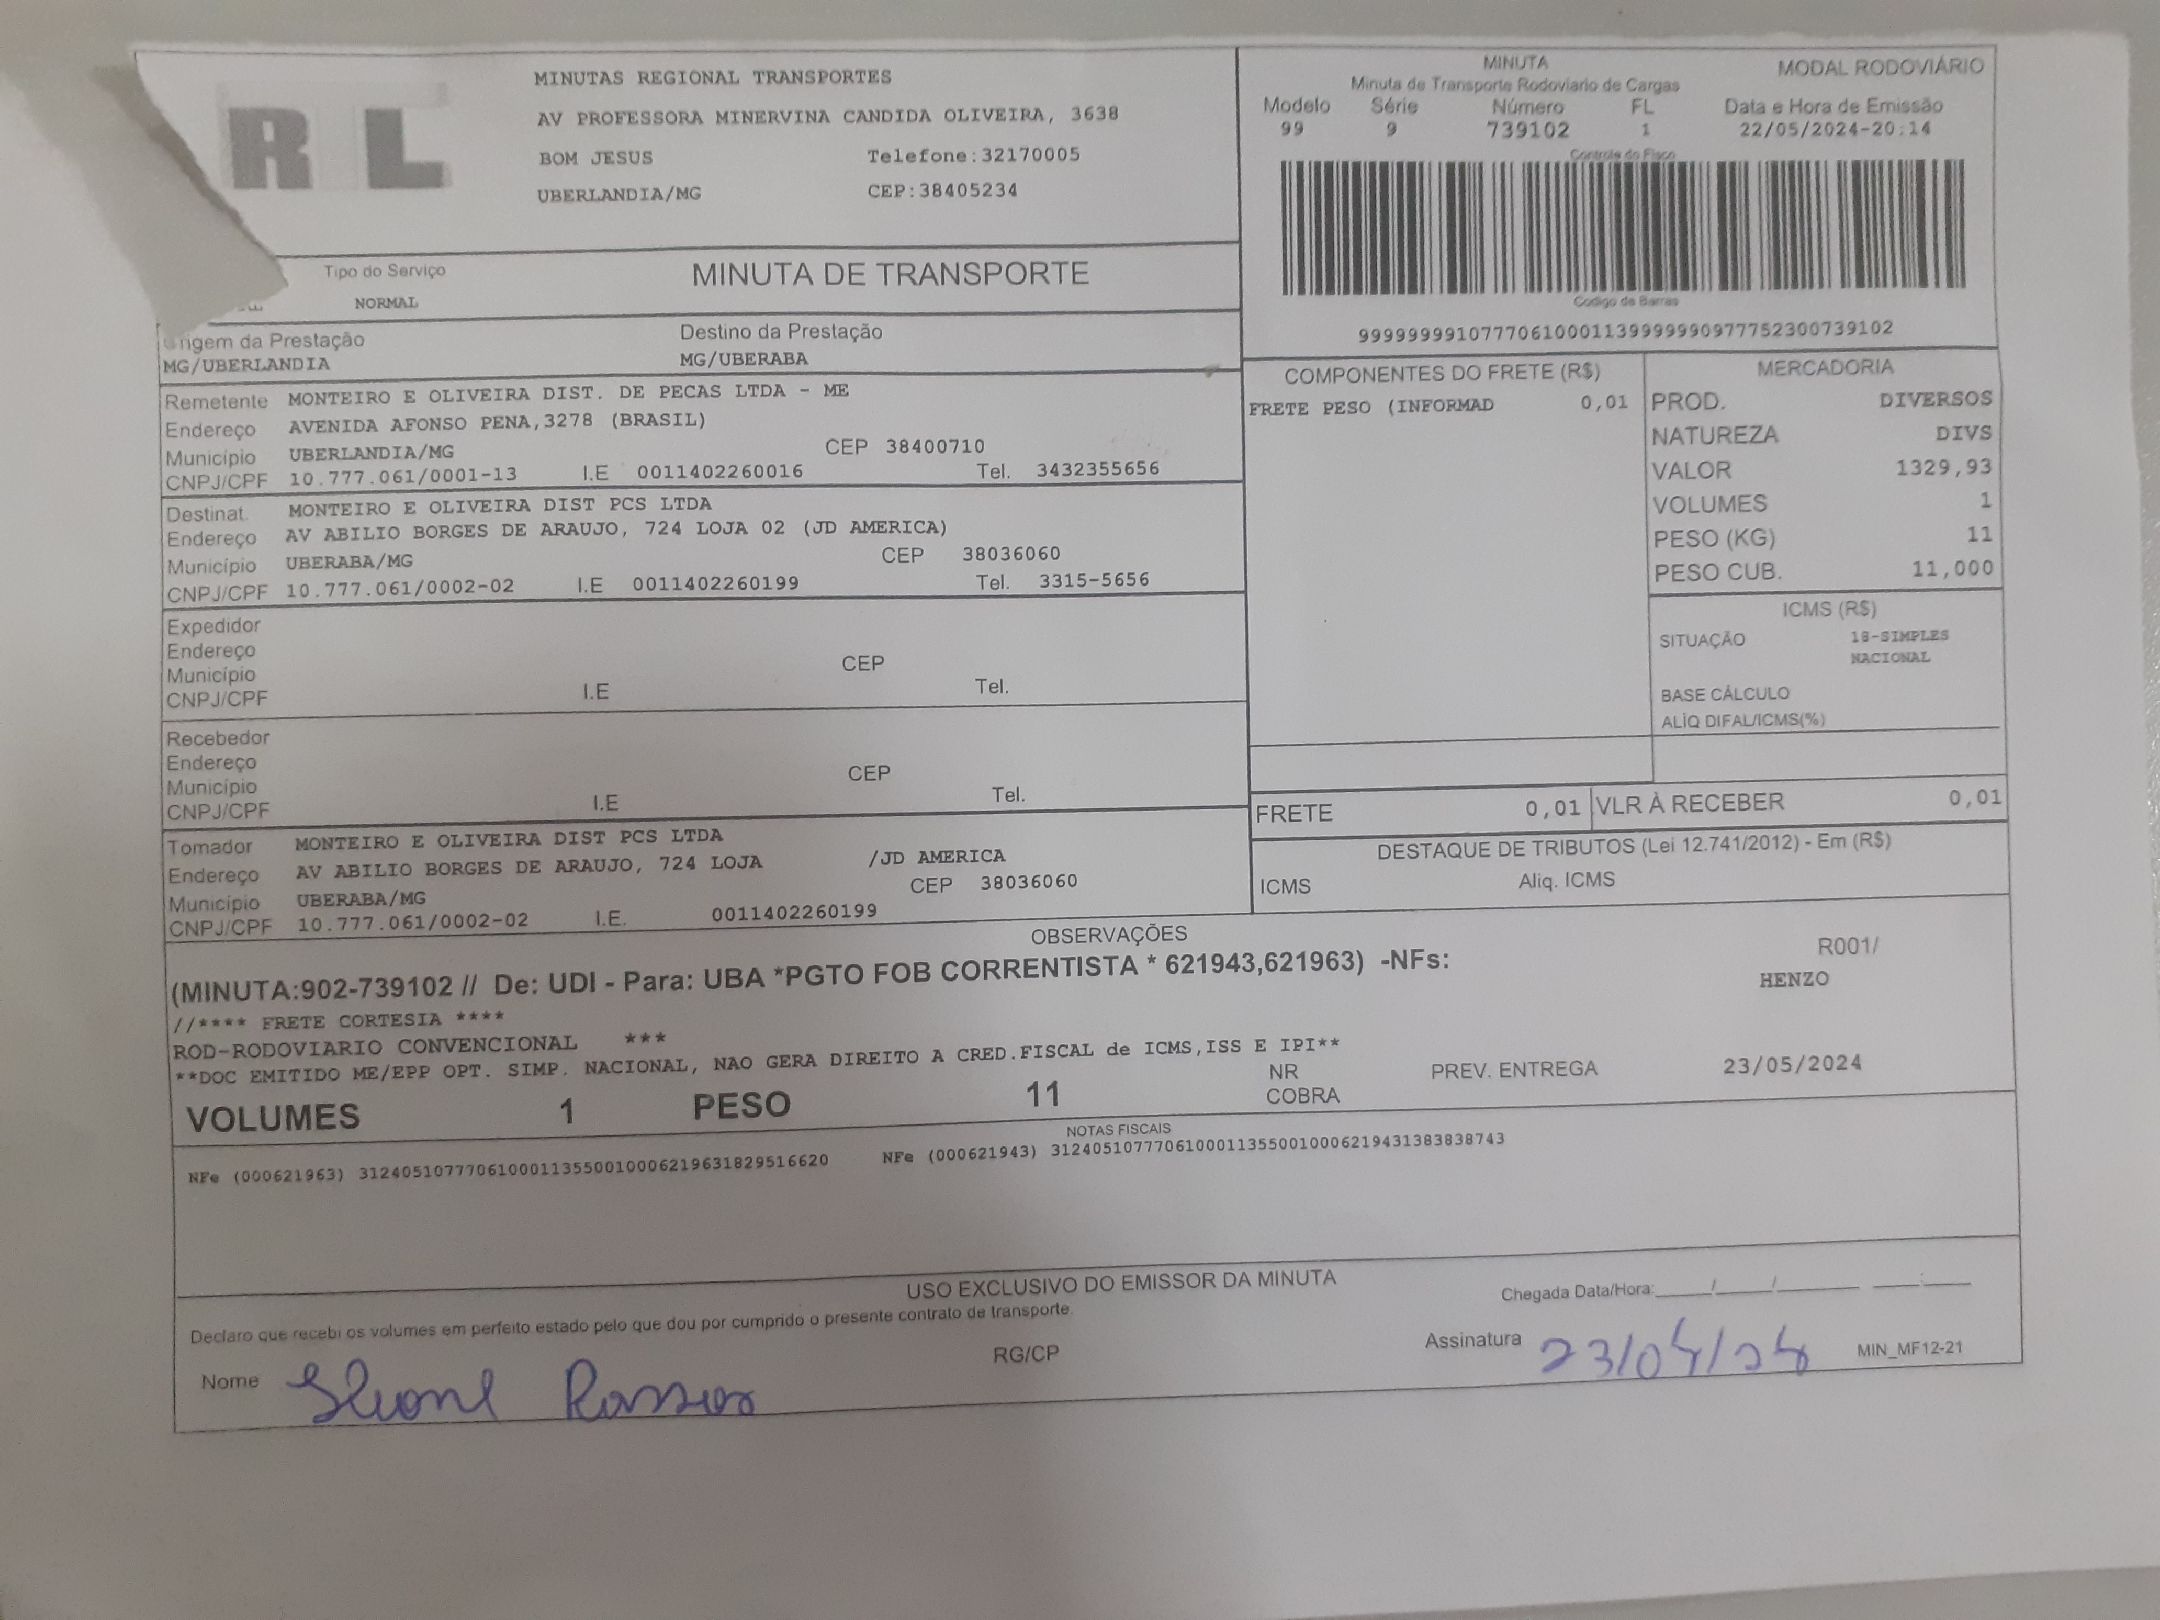 R L
MINUTAS REGIONAL TRANSPORTES
AV PROFESSORA MINERVINA CANDIDA OLIVEIRA, 3638
BOM JESUS Telefone:32170005
UBERLANDIA/MG CEP:38405234
MINUTA
Minuta de Transporte Rodoviario de Cargas
MODAL RODOVIÁRIO
Modelo Série Número FL Data e Hora de Emissão
99 9 739102 1 22/05/2024-20:14
Controle do Fisco
Codigo de Barras
99999999107770610001139999990977752300739102
Tipo do Serviço
NORMAL
MINUTA DE TRANSPORTE
rigem da Prestação Destino da Prestação
MG/UBERLANDIA MG/UBERABA
Remetente MONTEIRO E OLIVEIRA DIST. DE PECAS LTDA - ME
Endereço AVENIDA AFONSO PENA,3278 (BRASIL)
Município UBERLANDIA/MG CEP 38400710
CNPJ/CPF 10.777.061/0001-13 I.E 0011402260016 Tel. 3432355656
Destinat. MONTEIRO E OLIVEIRA DIST PCS LTDA
Endereço AV ABILIO BORGES DE ARAUJO, 724 LOJA 02 (JD AMERICA)
Município UBERABA/MG CEP 38036060
CNPJ/CPF 10.777.061/0002-02 I.E 0011402260199 Tel. 3315-5656
Expedidor
Endereço
Município CEP
CNPJ/CPF I.E Tel.
Recebedor
Endereço
Município CEP
CNPJ/CPF I.E Tel.
Tomador MONTEIRO E OLIVEIRA DIST PCS LTDA
Endereço AV ABILIO BORGES DE ARAUJO, 724 LOJA /JD AMERICA
Município UBERABA/MG CEP 38036060
CNPJ/CPF 10.777.061/0002-02 I.E. 0011402260199
COMPONENTES DO FRETE (R$)
FRETE PESO (INFORMAD 0,01
MERCADORIA
PROD. DIVERSOS
NATUREZA DIVS
VALOR 1329,93
VOLUMES 1
PESO (KG) 11
PESO CUB. 11,000
ICMS (R$)
SITUAÇÃO 18-SIMPLES
NACIONAL
BASE CÁLCULO
ALÍQ DIFAL/ICMS(%)
FRETE 0,01 VLR À RECEBER 0,01
DESTAQUE DE TRIBUTOS (Lei 12.741/2012) - Em (R$)
ICMS Aliq. ICMS
OBSERVAÇÕES
(MINUTA:902-739102 // De: UDI - Para: UBA *PGTO FOB CORRENTISTA * 621943,621963) -NFs:
R001/
HENZO
//**** FRETE CORTESIA ****
ROD-RODOVIARIO CONVENCIONAL ***
**DOC EMITIDO ME/EPP OPT. SIMP. NACIONAL, NAO GERA DIREITO A CRED.FISCAL de ICMS,ISS E IPI**
VOLUMES 1 PESO 11 NR
COBRA
PREV. ENTREGA 23/05/2024
NOTAS FISCAIS
NFe (000621963) 31240510777061000113550010006219631829516620 NFe (000621943) 31240510777061000113550010006219431383838743
USO EXCLUSIVO DO EMISSOR DA MINUTA
Declaro que recebi os volumes em perfeito estado pelo que dou por cumprido o presente contrato de transporte.
Chegada Data/Hora:______/______/________ ____:____
Nome RG/CP Assinatura MIN_MF12-21